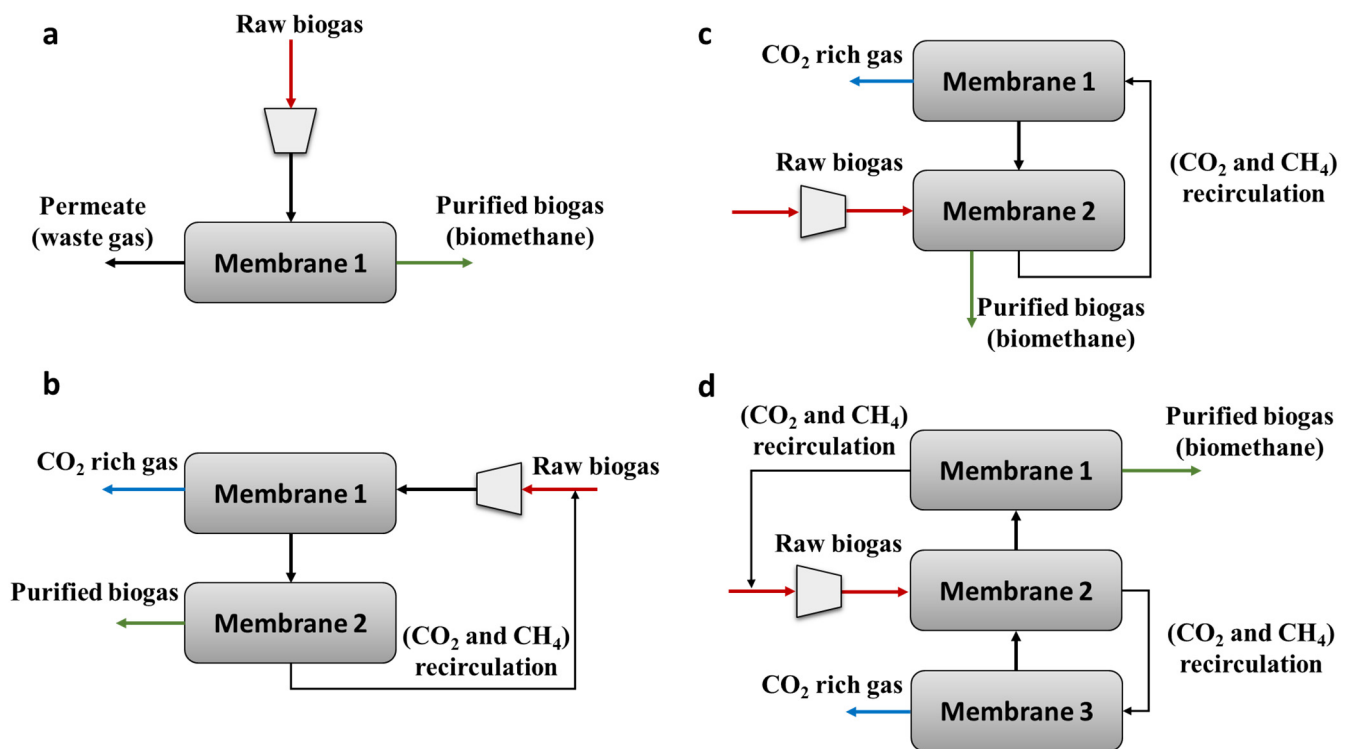 a
Raw biogas
Permeate
(waste gas)
Purified biogas
(biomethane)
Membrane 1
b
CO₂ rich gas
Membrane 1
Raw biogas
Purified biogas
Membrane 2
(CO₂ and CH₄)
recirculation
c
CO₂ rich gas
Membrane 1
Raw biogas
(CO₂ and CH₄)
recirculation
Membrane 2
Purified biogas
(biomethane)
d
(CO₂ and CH₄)
recirculation
Purified biogas
(biomethane)
Membrane 1
Raw biogas
Membrane 2
(CO₂ and CH₄)
recirculation
CO₂ rich gas
Membrane 3